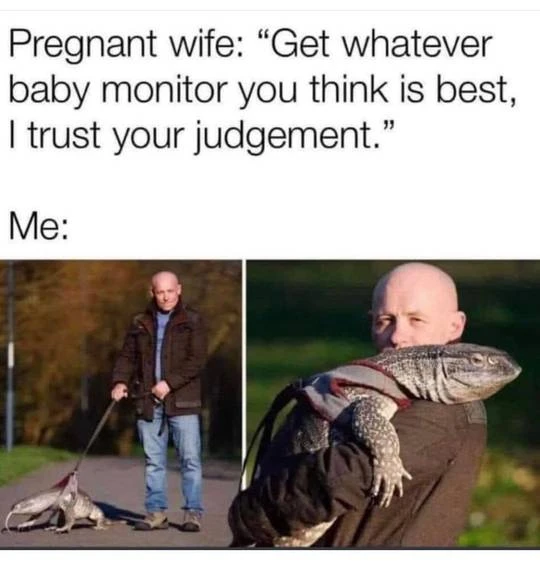 Pregnant wife: “Get whatever
baby monitor you think is best,
I trust your judgement.”
Me: